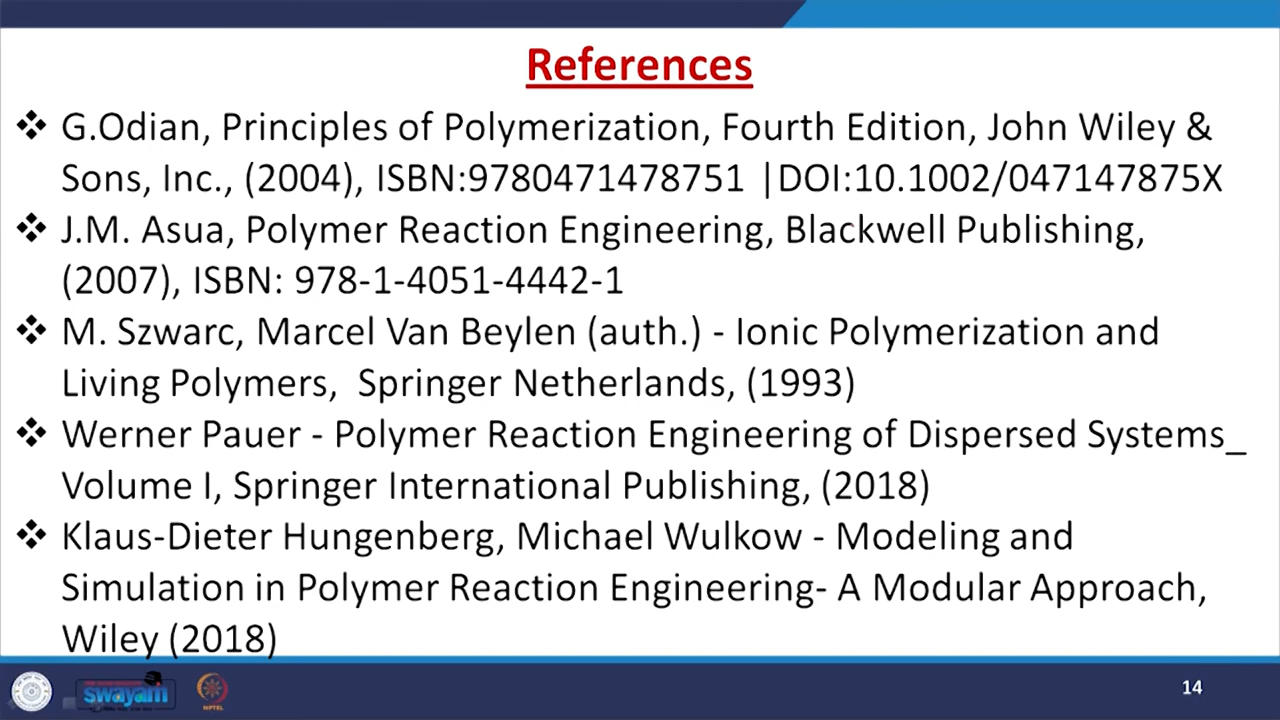 References
❖ G.Odian, Principles of Polymerization, Fourth Edition, John Wiley &
Sons, Inc., (2004), ISBN:9780471478751 |DOI:10.1002/047147875X
❖ J.M. Asua, Polymer Reaction Engineering, Blackwell Publishing,
(2007), ISBN: 978-1-4051-4442-1
❖ M. Szwarc, Marcel Van Beylen (auth.) - Ionic Polymerization and
Living Polymers,  Springer Netherlands, (1993)
❖ Werner Pauer - Polymer Reaction Engineering of Dispersed Systems_
Volume I, Springer International Publishing, (2018)
❖ Klaus-Dieter Hungenberg, Michael Wulkow - Modeling and
Simulation in Polymer Reaction Engineering- A Modular Approach,
Wiley (2018)
swayam
NPTEL
14